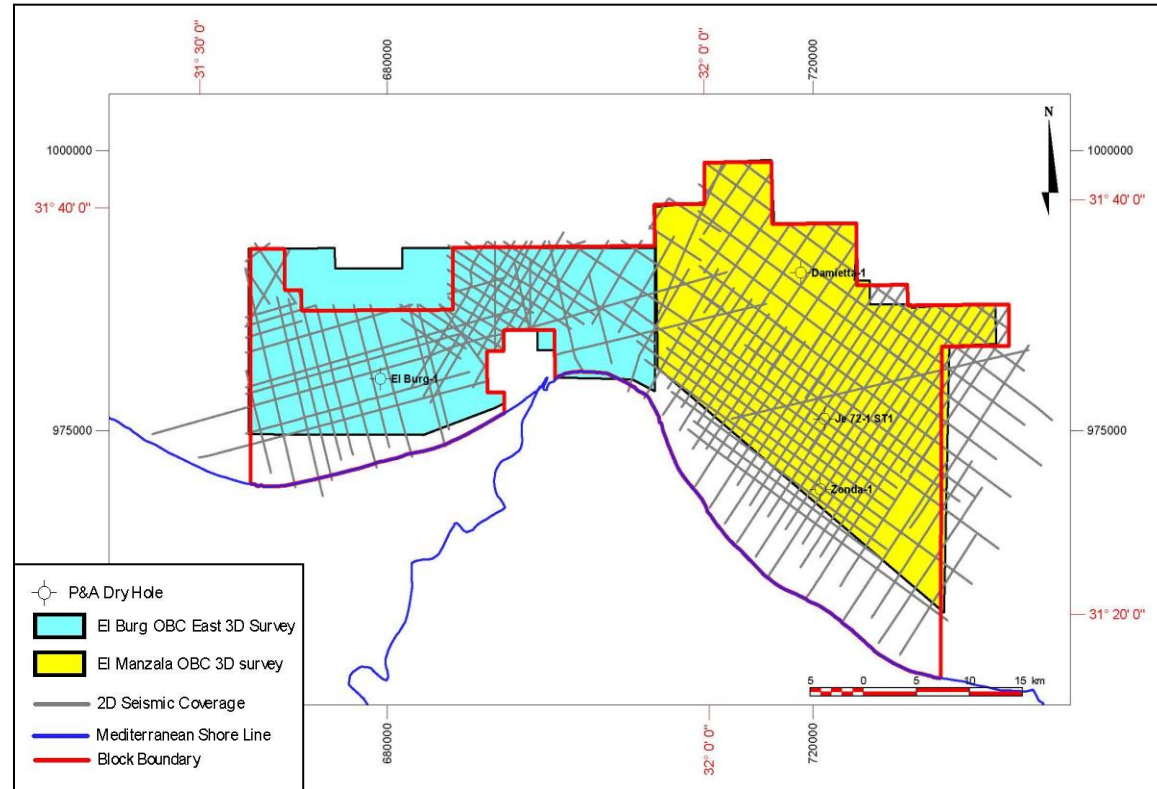 31° 30' 0"
680000
32° 0' 0"
720000
N
1000000
1000000
31° 40' 0"
31° 40' 0"
Damietta-1
El Burg-1
Je 72-1 ST1
975000
975000
Zonda-1
31° 20' 0"
5 0 5 10 15 km
680000
32° 0' 0"
720000
P&A Dry Hole
El Burg OBC East 3D Survey
El Manzala OBC 3D survey
2D Seismic Coverage
Mediterranean Shore Line
Block Boundary